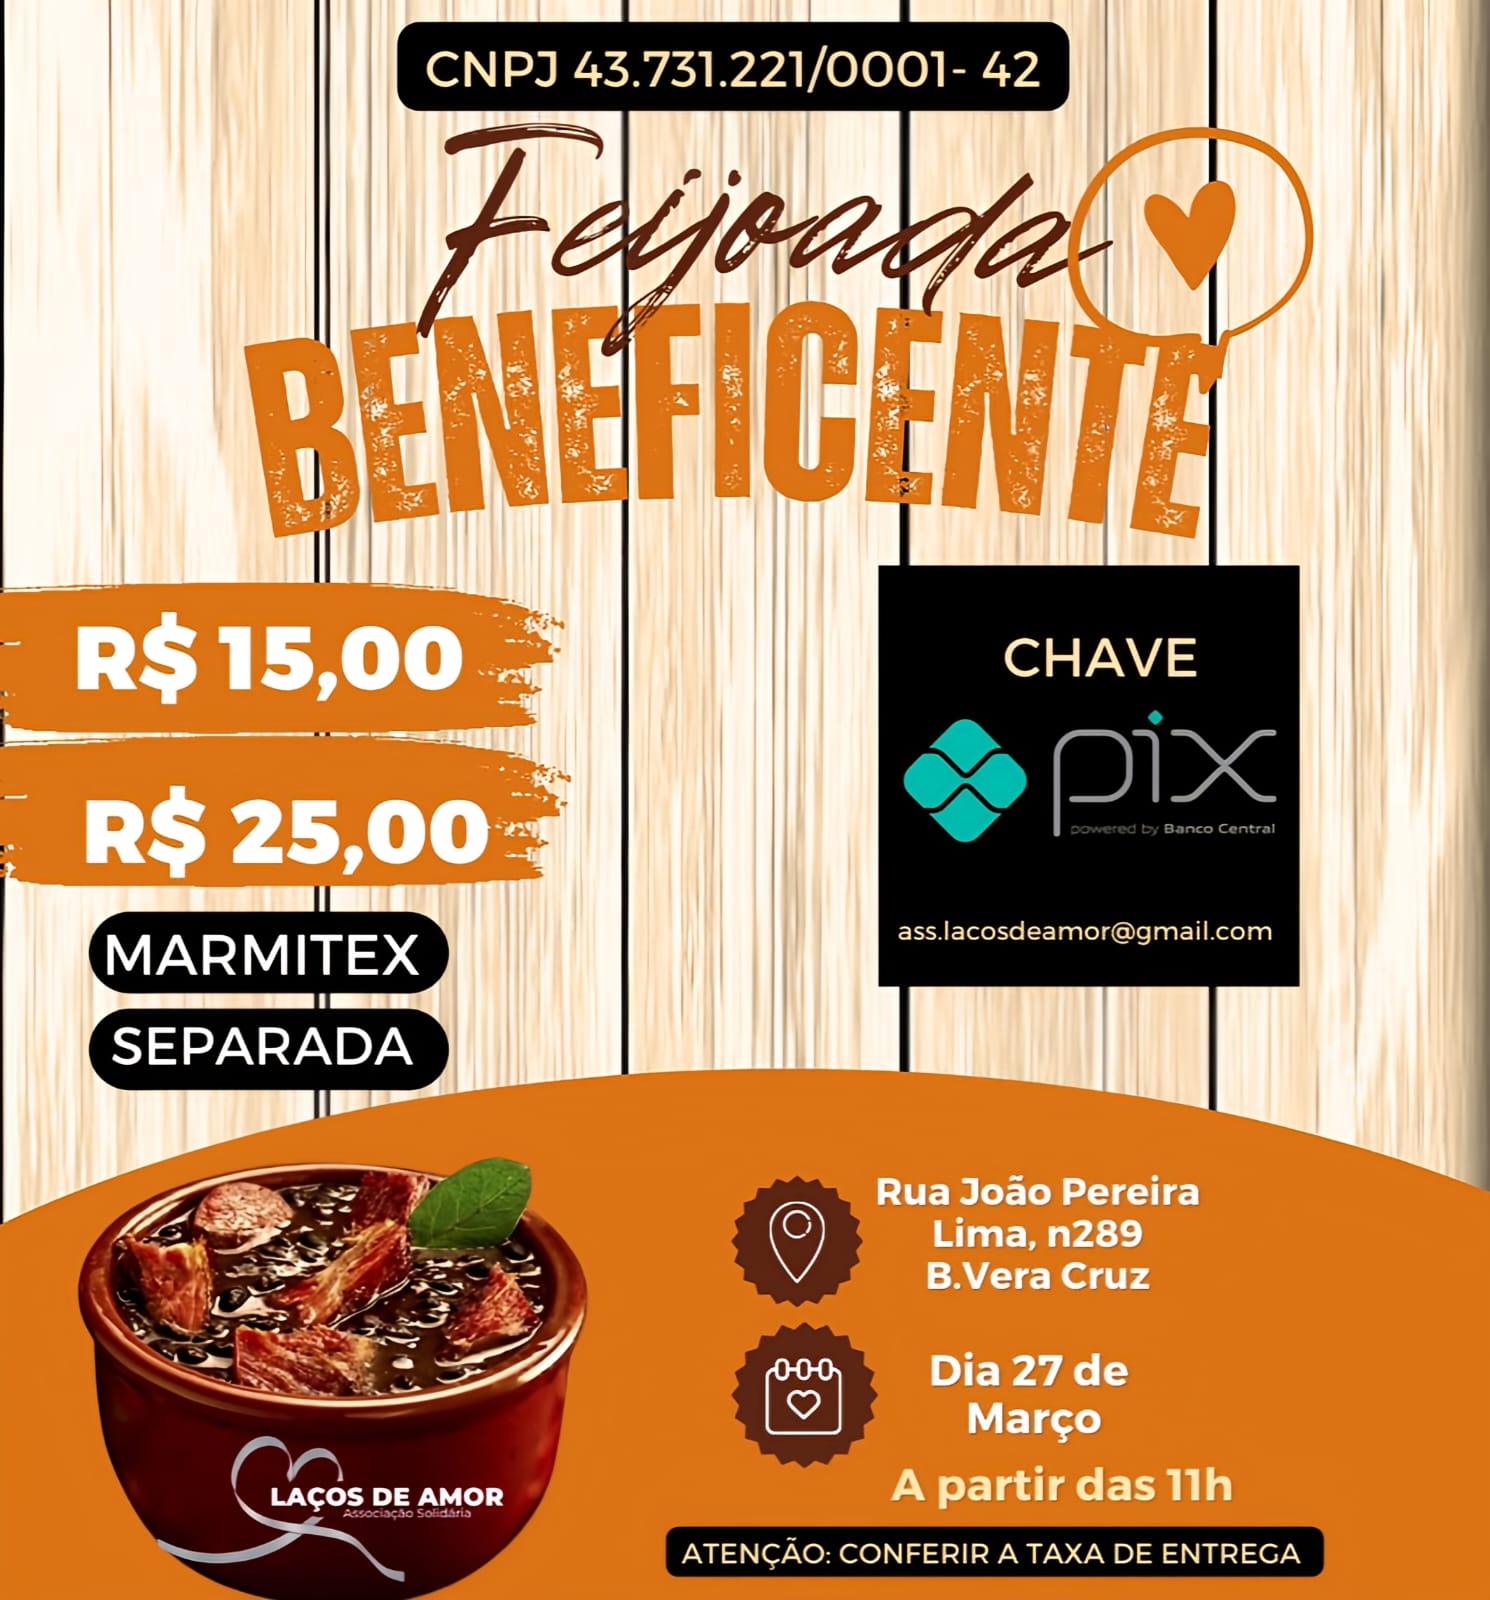 CNPJ 43.731.221/0001- 42
Feijoada
BENEFICENTE
R$ 15,00
R$ 25,00
MARMITEX
SEPARADA
CHAVE
pix
powered by Banco Central
ass.lacosdeamor@gmail.com
Rua João Pereira
Lima, n289
B.Vera Cruz
Dia 27 de
Março
A partir das 11h
LAÇOS DE AMOR
Associação Solidária
ATENÇÃO: CONFERIR A TAXA DE ENTREGA